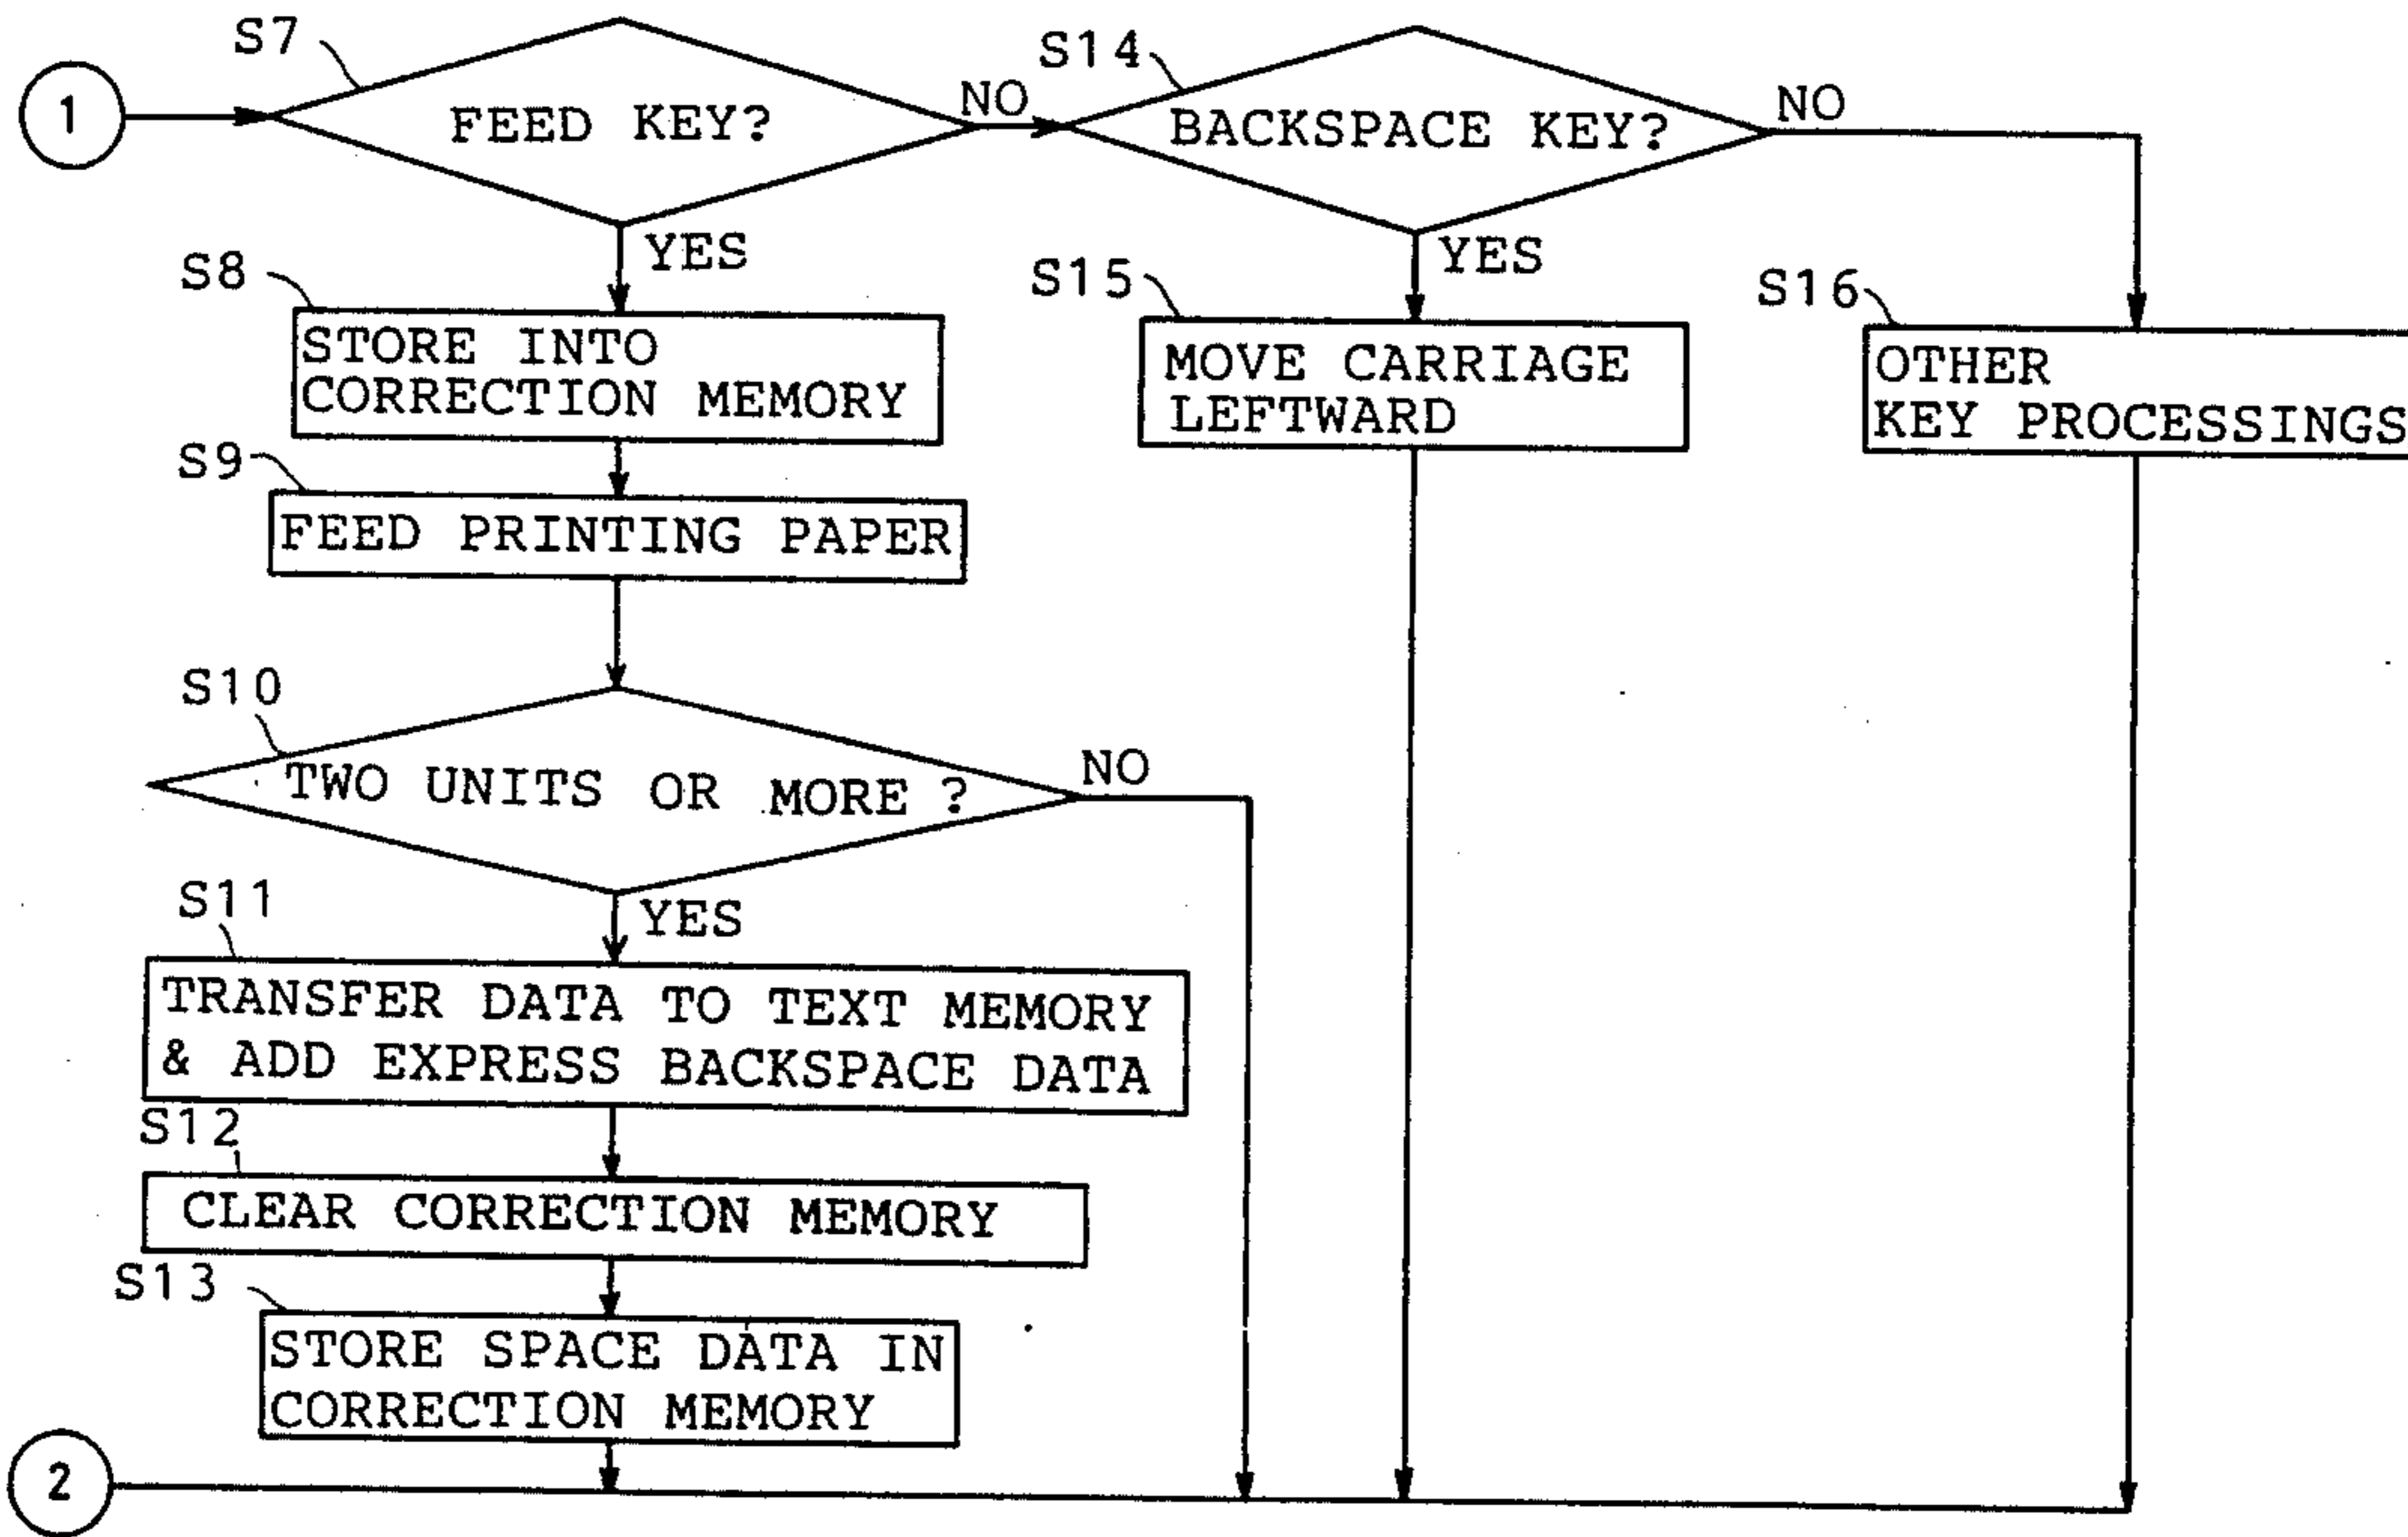 S7
1
FEED KEY?
NO
S14
BACKSPACE KEY?
NO
YES
S8
STORE INTO
CORRECTION MEMORY
YES
S15
MOVE CARRIAGE
LEFTWARD
S16
OTHER
KEY PROCESSINGS
S9
FEED PRINTING PAPER
S10
TWO UNITS OR MORE ?
NO
YES
S11
TRANSFER DATA TO TEXT MEMORY
& ADD EXPRESS BACKSPACE DATA
S12
CLEAR CORRECTION MEMORY
S13
STORE SPACE DATA IN
CORRECTION MEMORY
2